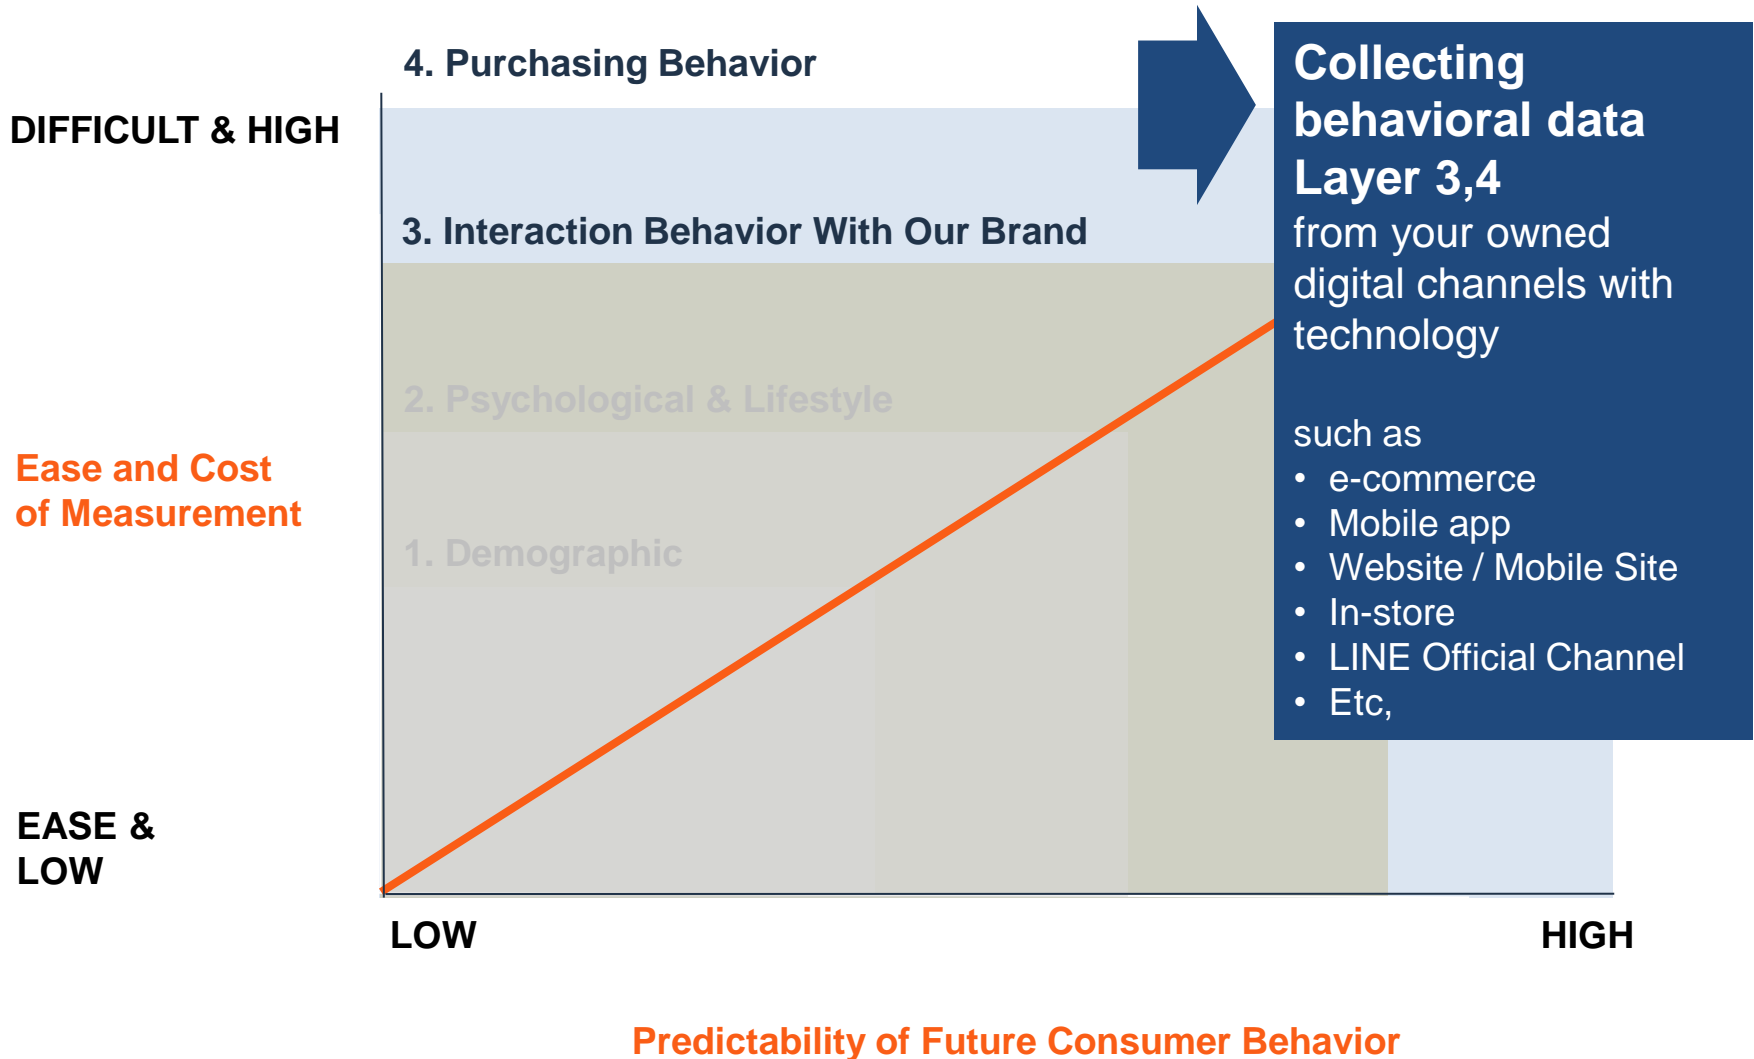 4. Purchasing Behavior
DIFFICULT & HIGH
3. Interaction Behavior With Our Brand
2. Psychological & Lifestyle
Ease and Cost
of Measurement
1. Demographic
EASE &
LOW
LOW
HIGH
Predictability of Future Consumer Behavior
Collecting
behavioral data
Layer 3,4
from your owned
digital channels with
technology
such as
• e-commerce
• Mobile app
• Website / Mobile Site
• In-store
• LINE Official Channel
• Etc,